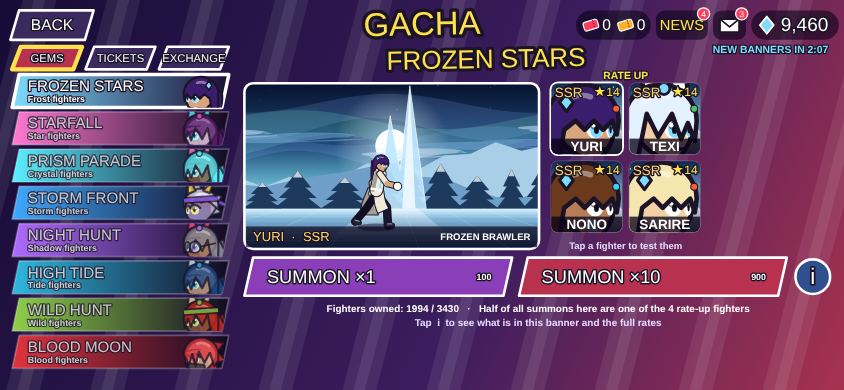 BACK
GACHA
FROZEN STARS
0
0
NEWS
4
3
9,460
NEW BANNERS IN 2:07
GEMS
TICKETS
EXCHANGE
FROZEN STARS
Frost fighters
STARFALL
Star fighters
PRISM PARADE
Crystal fighters
STORM FRONT
Storm fighters
NIGHT HUNT
Shadow fighters
HIGH TIDE
Tide fighters
WILD HUNT
Wild fighters
BLOOD MOON
Blood fighters
YURI · SSR
FROZEN BRAWLER
RATE UP
SSR ★14
YURI
SSR ★14
TEXI
SSR ★14
NONO
SSR ★14
SARIRE
Tap a fighter to test them
SUMMON ×1
100
SUMMON ×10
900
i
Fighters owned: 1994 / 3430 · Half of all summons here are one of the 4 rate-up fighters
Tap i to see what is in this banner and the full rates